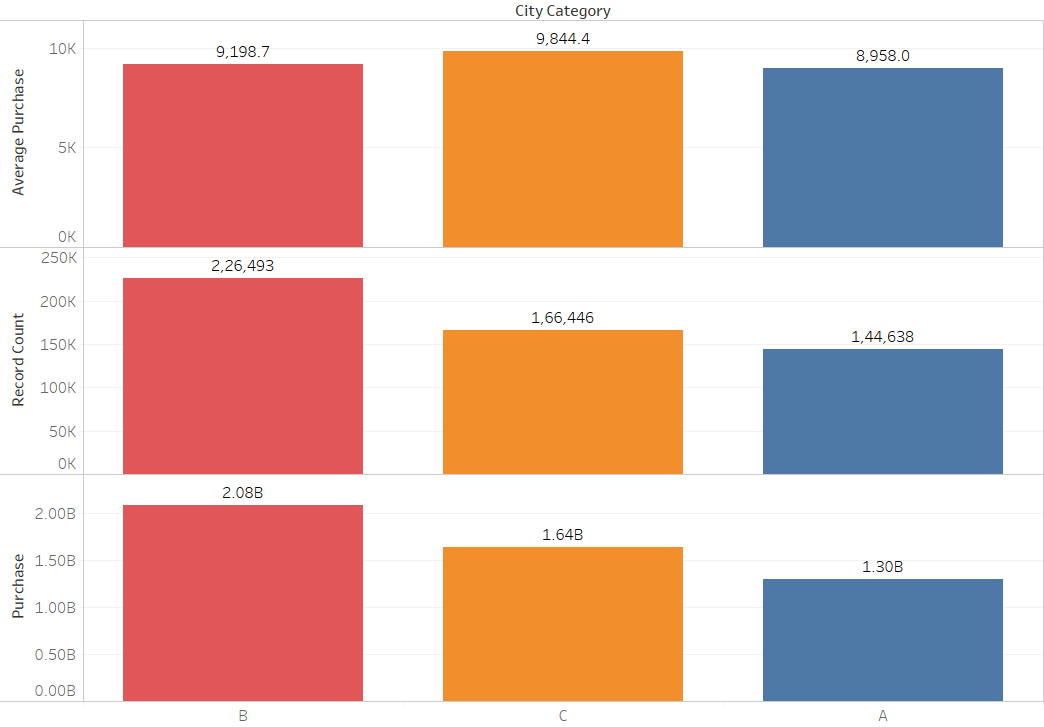 City Category
Average Purchase
10K
5K
0K
9,198.7
9,844.4
8,958.0
Record Count
250K
200K
150K
100K
50K
0K
2,26,493
1,66,446
1,44,638
Purchase
2.00B
1.50B
1.00B
0.50B
0.00B
2.08B
1.64B
1.30B
B
C
A